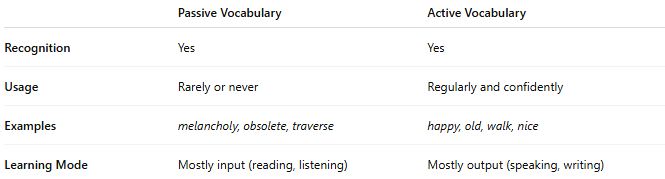 Passive Vocabulary Active Vocabulary
Recognition Yes Yes
Usage Rarely or never Regularly and confidently
Examples melancholy, obsolete, traverse happy, old, walk, nice
Learning Mode Mostly input (reading, listening) Mostly output (speaking, writing)